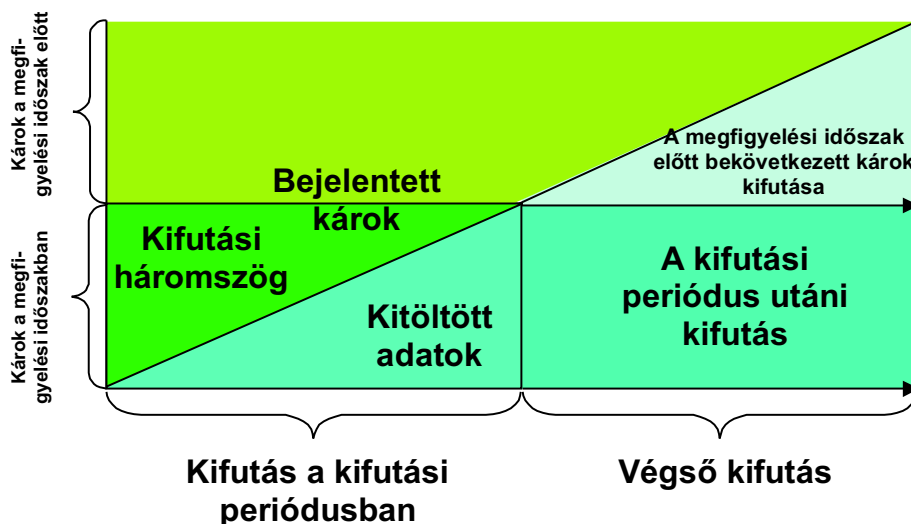 Károk a megfi-
gyelési időszak előtt
Bejelentett
károk
A megfigyelési időszak
előtt bekövetkezett károk
kifutása
Károk a megfi-
gyelési időszakban
Kifutási
háromszög
Kitöltött
adatok
A kifutási
periódus utáni
kifutás
Kifutás a kifutási
periódusban
Végső kifutás